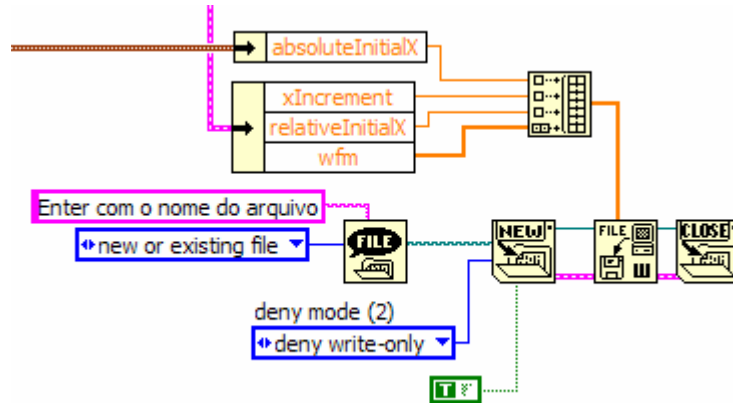 absoluteInitialX
xIncrement
relativeInitialX
wfm
Enter com o nome do arquivo
new or existing file
FILE
NEW
FILE
W
CLOSE
deny mode (2)
deny write-only
T